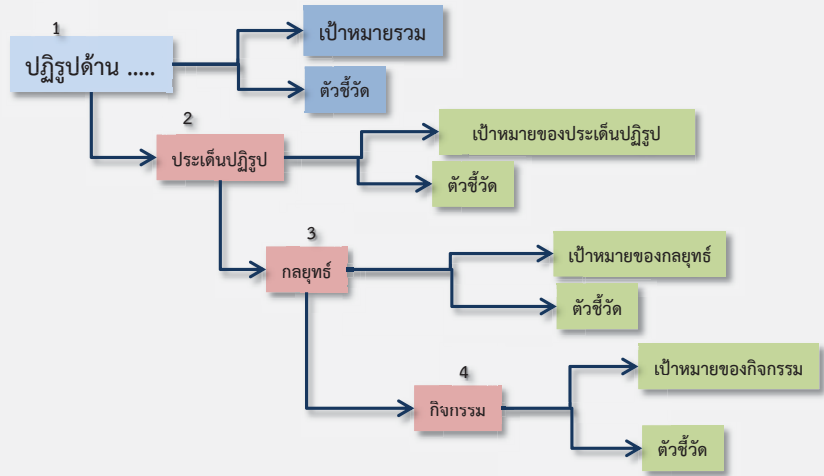 1
ปฏิรูปด้าน .....
เป้าหมายรวม
ตัวชี้วัด
2
ประเด็นปฏิรูป
เป้าหมายของประเด็นปฏิรูป
ตัวชี้วัด
3
กลยุทธ์
เป้าหมายของกลยุทธ์
ตัวชี้วัด
4
กิจกรรม
เป้าหมายของกิจกรรม
ตัวชี้วัด